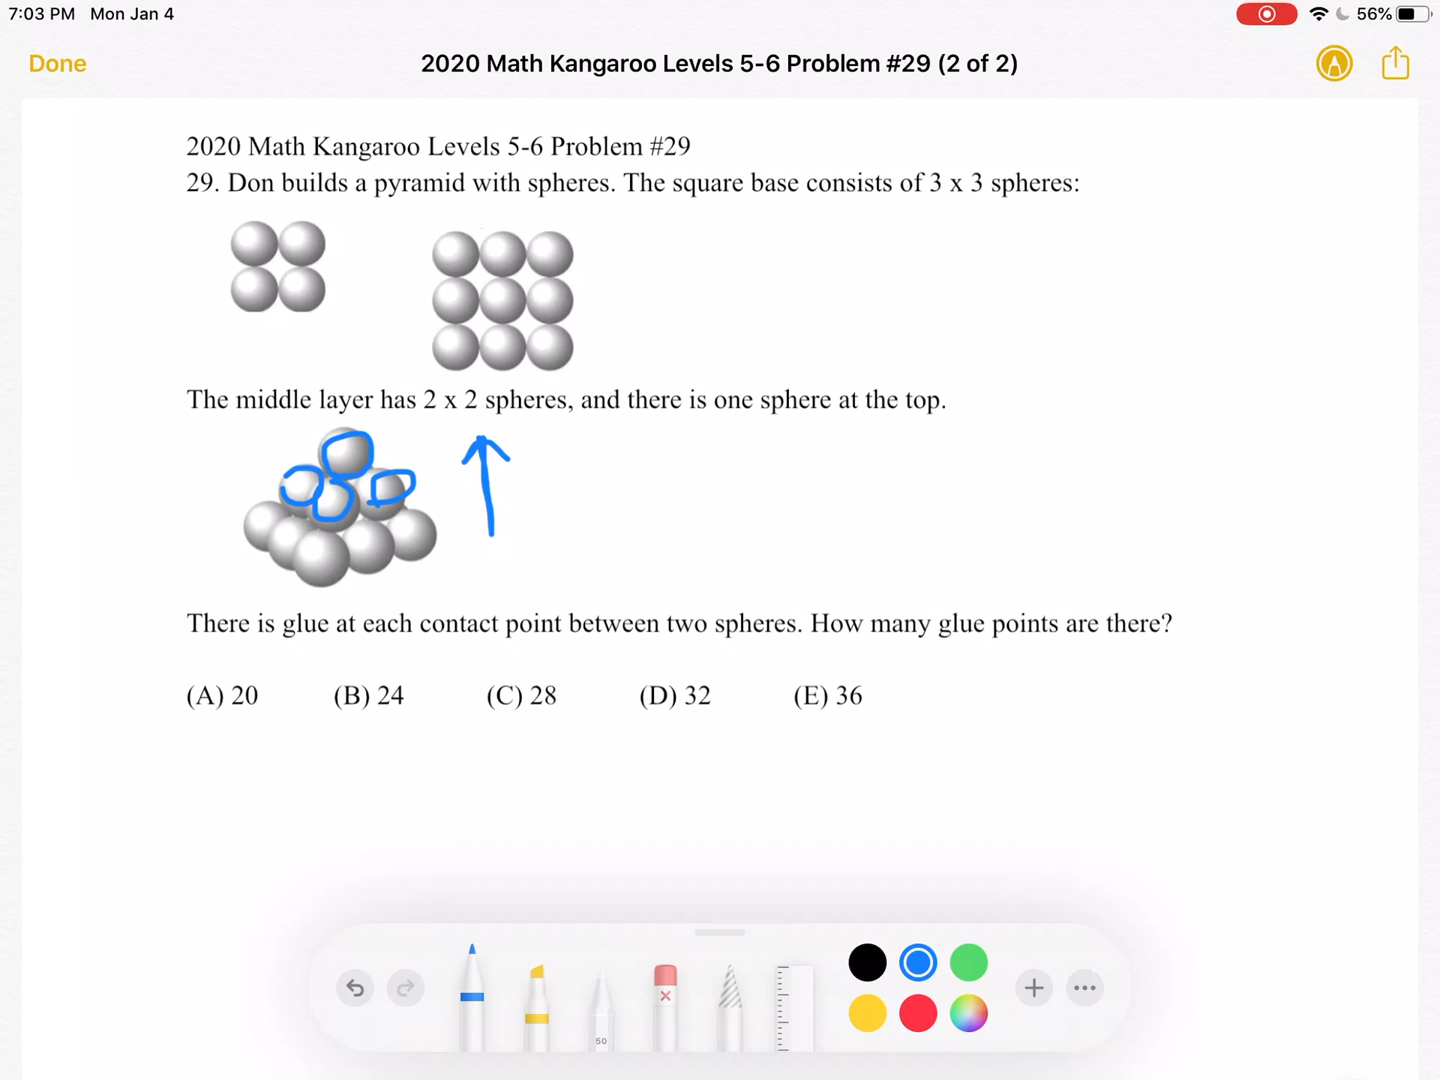 7:03 PM Mon Jan 4 56%
Done 2020 Math Kangaroo Levels 5-6 Problem #29 (2 of 2)
2020 Math Kangaroo Levels 5-6 Problem #29
29. Don builds a pyramid with spheres. The square base consists of 3 x 3 spheres:
The middle layer has 2 x 2 spheres, and there is one sphere at the top.
There is glue at each contact point between two spheres. How many glue points are there?
(A) 20 (B) 24 (C) 28 (D) 32 (E) 36
50